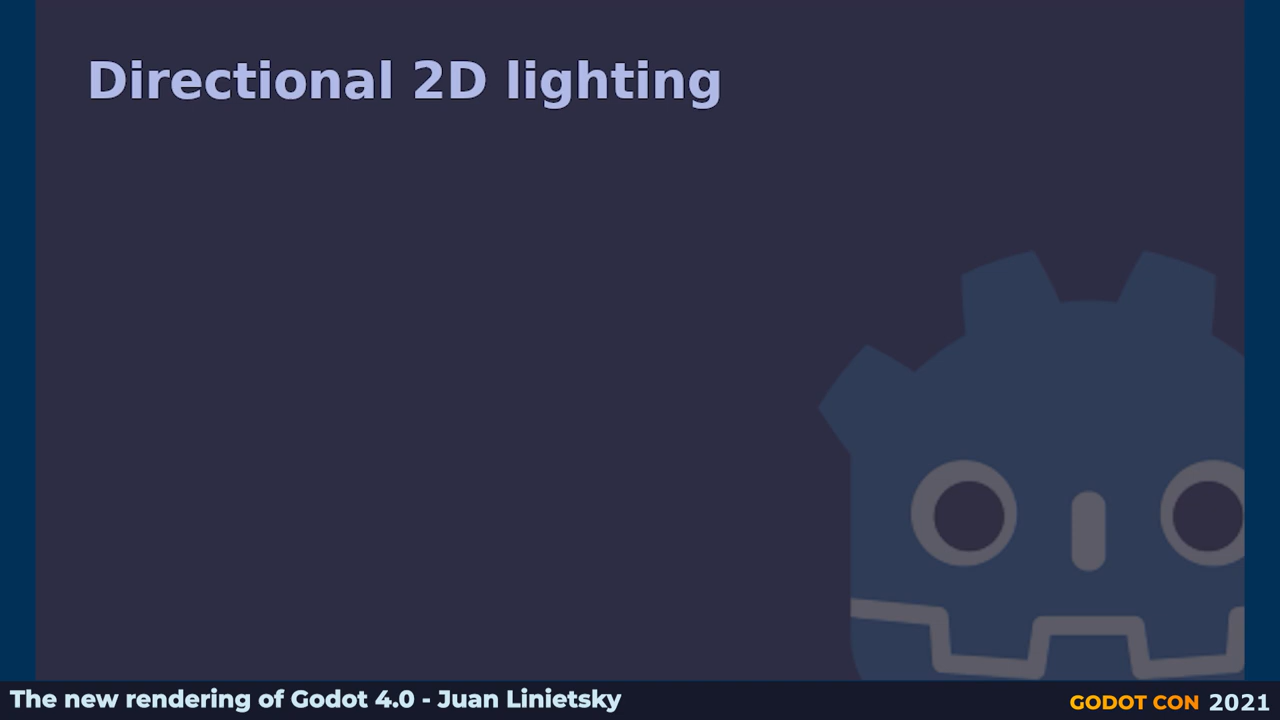 Directional 2D lighting
The new rendering of Godot 4.0 - Juan Linietsky
GODOT CON 2021